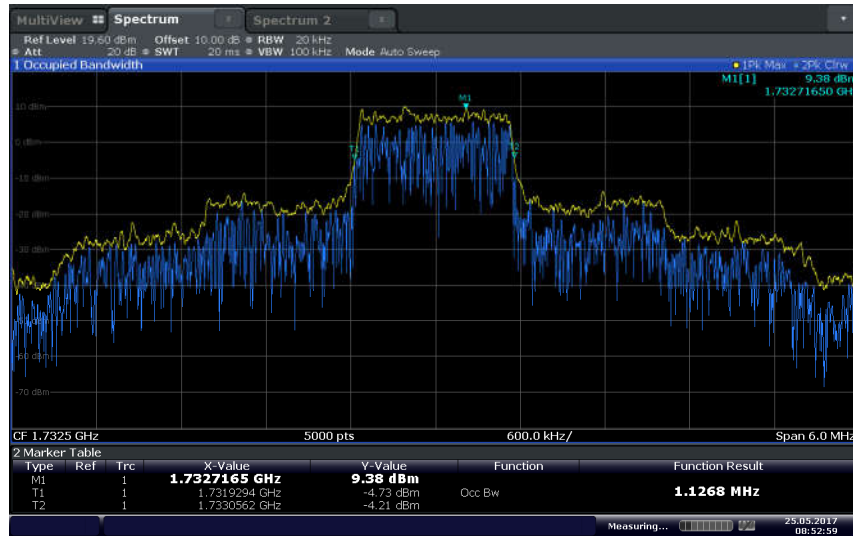 MultiView Spectrum x Spectrum 2 x
Ref Level 19.60 dBm Offset 10.00 dB RBW 20 kHz
Att 20 dB SWT 20 ms VBW 100 kHz Mode Auto Sweep
1 Occupied Bandwidth 1Pk Max 2Pk Clrw
M1[1] 9.38 dBm
1.73271650 GH
M1
10 dBm
0 dBm
T1 T2
-10 dBm
-20 dBm
-30 dBm
-60 dBm
-70 dBm
CF 1.7325 GHz 5000 pts 600.0 kHz/ Span 6.0 MHz
2 Marker Table
Type Ref Trc X-Value Y-Value Function Function Result
M1 1 1.7327165 GHz 9.38 dBm
T1 1 1.7319294 GHz -4.73 dBm Occ Bw 1.1268 MHz
T2 1 1.7330562 GHz -4.21 dBm
Measuring... 25.05.2017
08:52:59